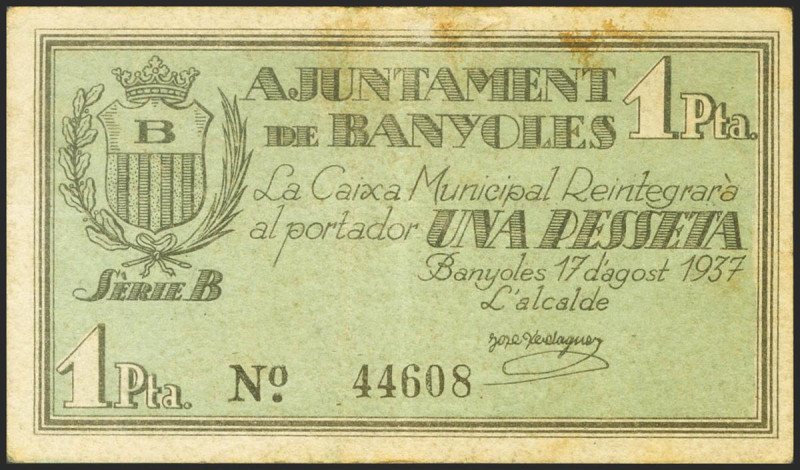 B
AJUNTAMENT
DE BANYOLES
1 Pta.
La Caixa Municipal Reintegrarà
al portador UNA PESSETA
Banyoles 17 d'agost 1937
L'alcalde
SÈRIE B
1 Pta.
Nº 44608